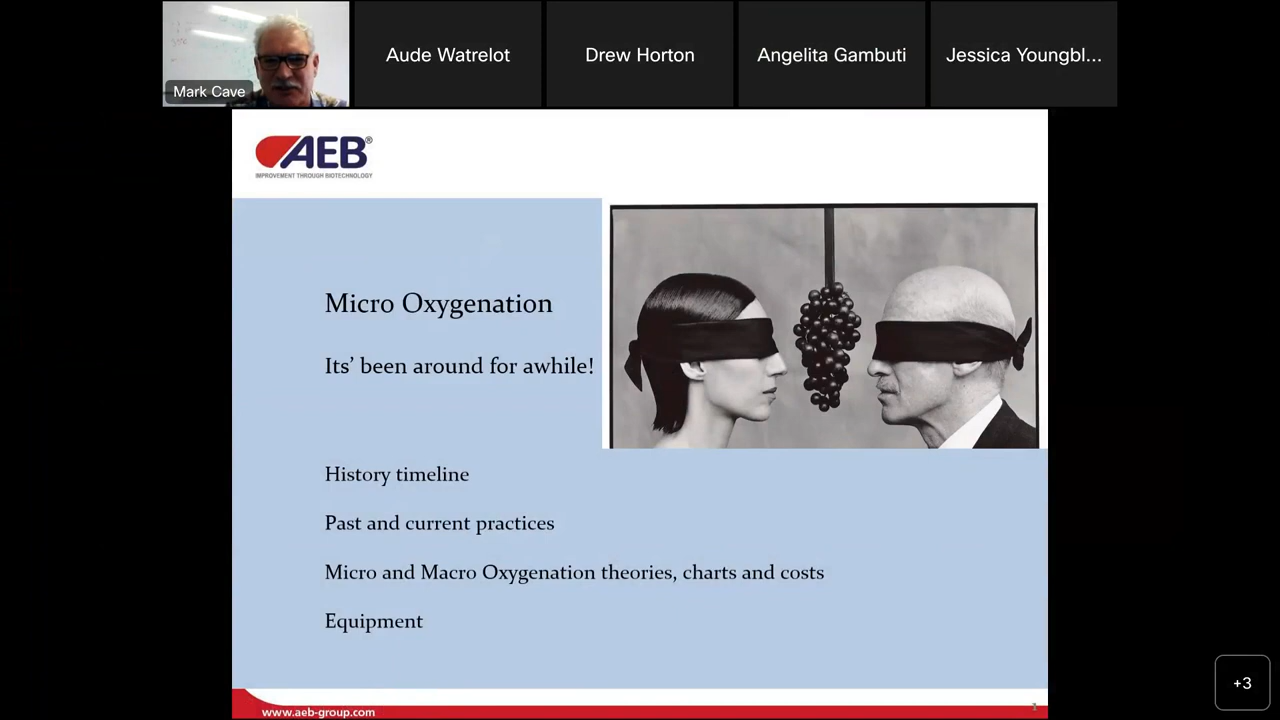 Mark Cave
Aude Watrelot
Drew Horton
Angelita Gambuti
Jessica Youngbl...
AEB®
IMPROVEMENT THROUGH BIOTECHNOLOGY
Micro Oxygenation
Its’ been around for awhile!
History timeline
Past and current practices
Micro and Macro Oxygenation theories, charts and costs
Equipment
www.aeb-group.com
1
+3